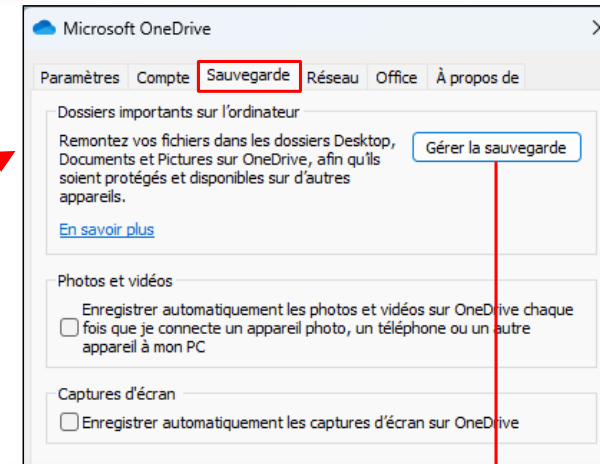 Microsoft OneDrive
Paramètres Compte Sauvegarde Réseau Office À propos de
Dossiers importants sur l'ordinateur
Remontez vos fichiers dans les dossiers Desktop,
Documents et Pictures sur OneDrive, afin qu'ils
soient protégés et disponibles sur d'autres
appareils.
Gérer la sauvegarde
En savoir plus
Photos et vidéos
Enregistrer automatiquement les photos et vidéos sur OneDrive chaque
fois que je connecte un appareil photo, un téléphone ou un autre
appareil à mon PC
Captures d'écran
Enregistrer automatiquement les captures d'écran sur OneDrive